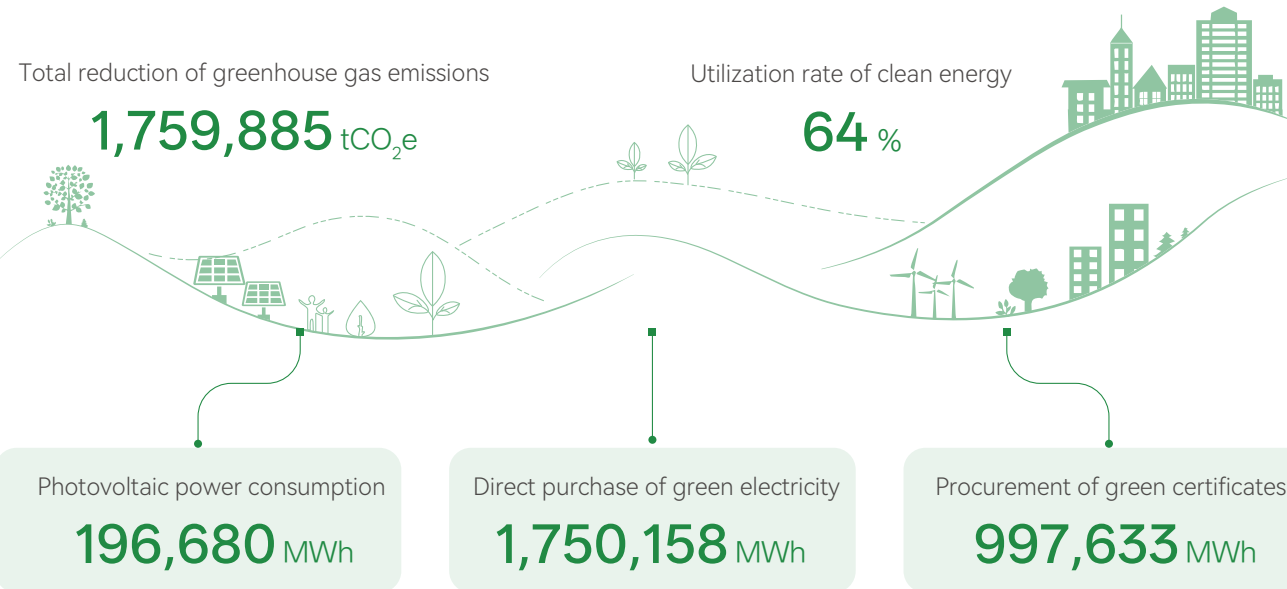 Total reduction of greenhouse gas emissions
1,759,885 tCO₂e
Utilization rate of clean energy
64 %
Photovoltaic power consumption
196,680 MWh
Direct purchase of green electricity
1,750,158 MWh
Procurement of green certificates
997,633 MWh